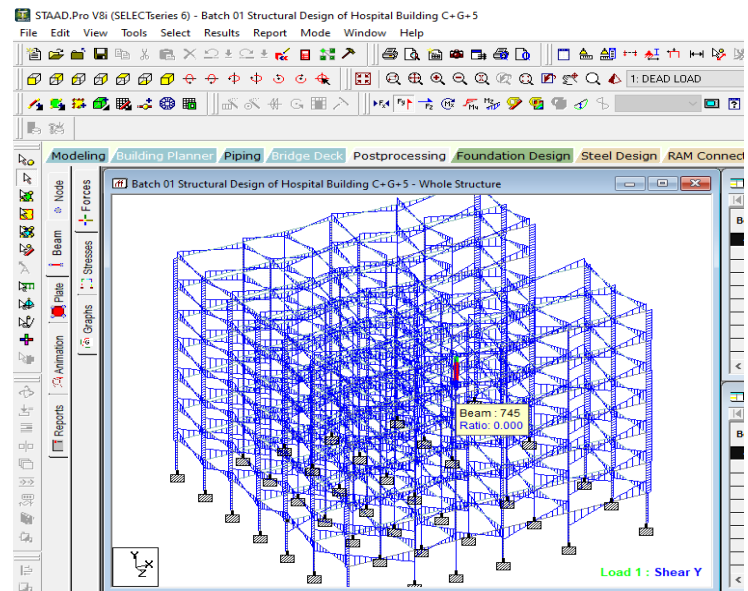 STAAD.Pro V8i (SELECTseries 6) - Batch 01 Structural Design of Hospital Building C+G+5
File Edit View Tools Select Results Report Mode Window Help
1: DEAD LOAD
Modeling Building Planner Piping Bridge Deck Postprocessing Foundation Design Steel Design RAM Connect
Node
Beam
Plate
Animation
Reports
Forces
Stresses
Graphs
Batch 01 Structural Design of Hospital Building C+G+5 - Whole Structure
Beam : 745
Ratio: 0.000
Y
X
Z
Load 1 : Shear Y
B
B